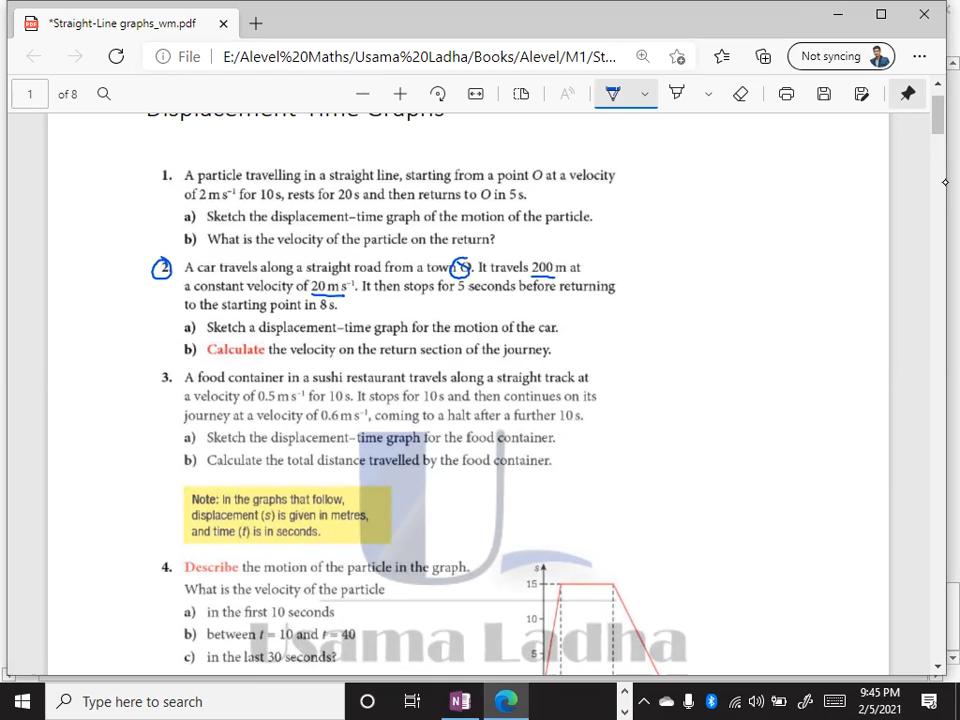 *Straight-Line graphs_wm.pdf
File
E:/Alevel%20Maths/Usama%20Ladha/Books/Alevel/M1/St...
Not syncing
1 of 8
Displacement-Time Graphs
1. A particle travelling in a straight line, starting from a point O at a velocity
of 2 m s⁻¹ for 10 s, rests for 20 s and then returns to O in 5 s.
a) Sketch the displacement–time graph of the motion of the particle.
b) What is the velocity of the particle on the return?
2. A car travels along a straight road from a town O. It travels 200 m at
a constant velocity of 20 m s⁻¹. It then stops for 5 seconds before returning
to the starting point in 8 s.
a) Sketch a displacement–time graph for the motion of the car.
b) Calculate the velocity on the return section of the journey.
3. A food container in a sushi restaurant travels along a straight track at
a velocity of 0.5 m s⁻¹ for 10 s. It stops for 10 s and then continues on its
journey at a velocity of 0.6 m s⁻¹, coming to a halt after a further 10 s.
a) Sketch the displacement–time graph for the food container.
b) Calculate the total distance travelled by the food container.
Note: In the graphs that follow,
displacement (s) is given in metres,
and time (t) is in seconds.
4. Describe the motion of the particle in the graph.
What is the velocity of the particle
a) in the first 10 seconds
b) between t = 10 and t = 40
c) in the last 30 seconds?
s
15
10
5
Usama Ladha
Type here to search
9:45 PM
2/5/2021